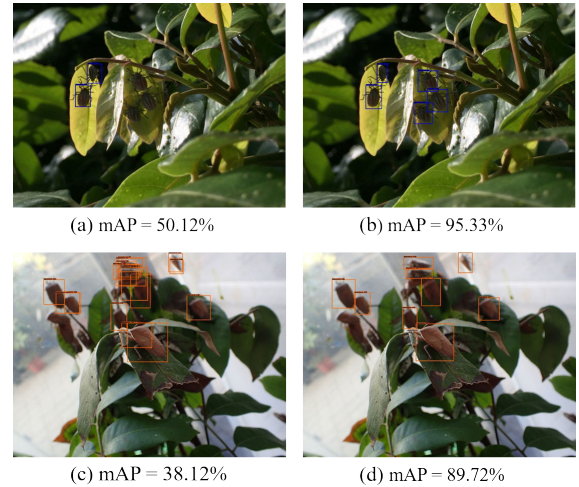 (a) mAP = 50.12%
(b) mAP = 95.33%
(c) mAP = 38.12%
(d) mAP = 89.72%